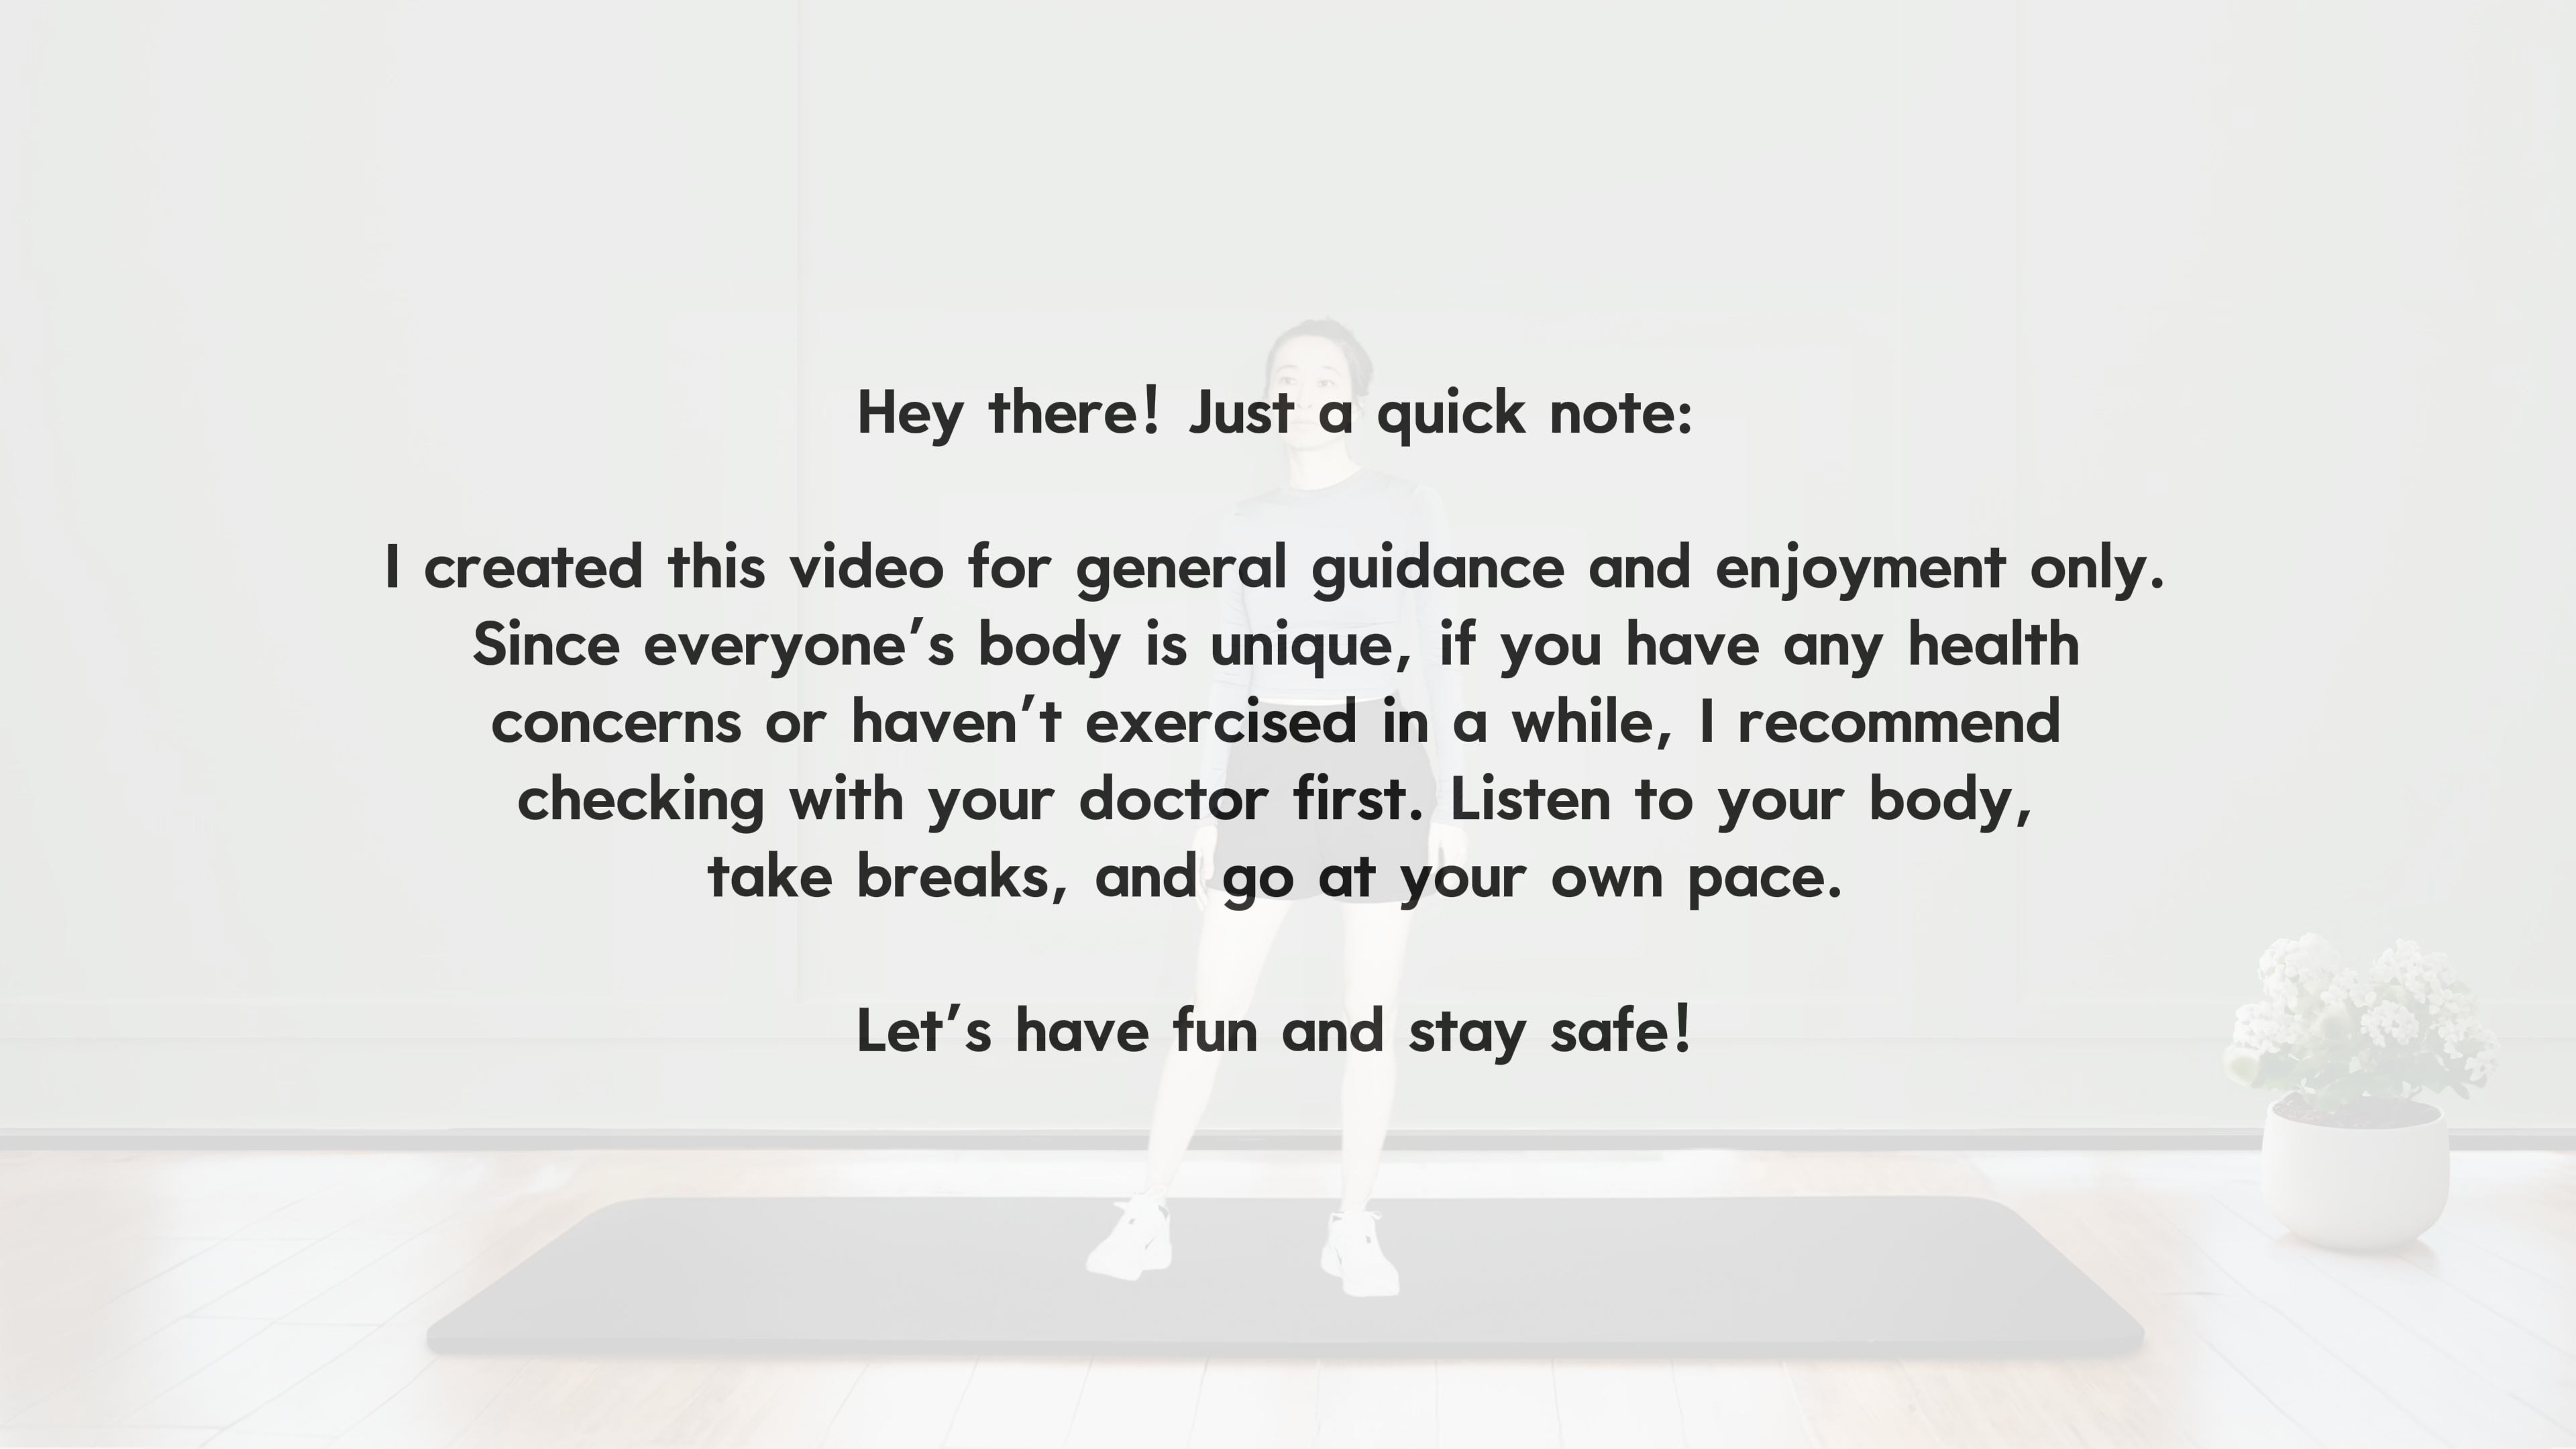 Hey there! Just a quick note:
I created this video for general guidance and enjoyment only.
Since everyone’s body is unique, if you have any health
concerns or haven’t exercised in a while, I recommend
checking with your doctor first. Listen to your body,
take breaks, and go at your own pace.
Let’s have fun and stay safe!